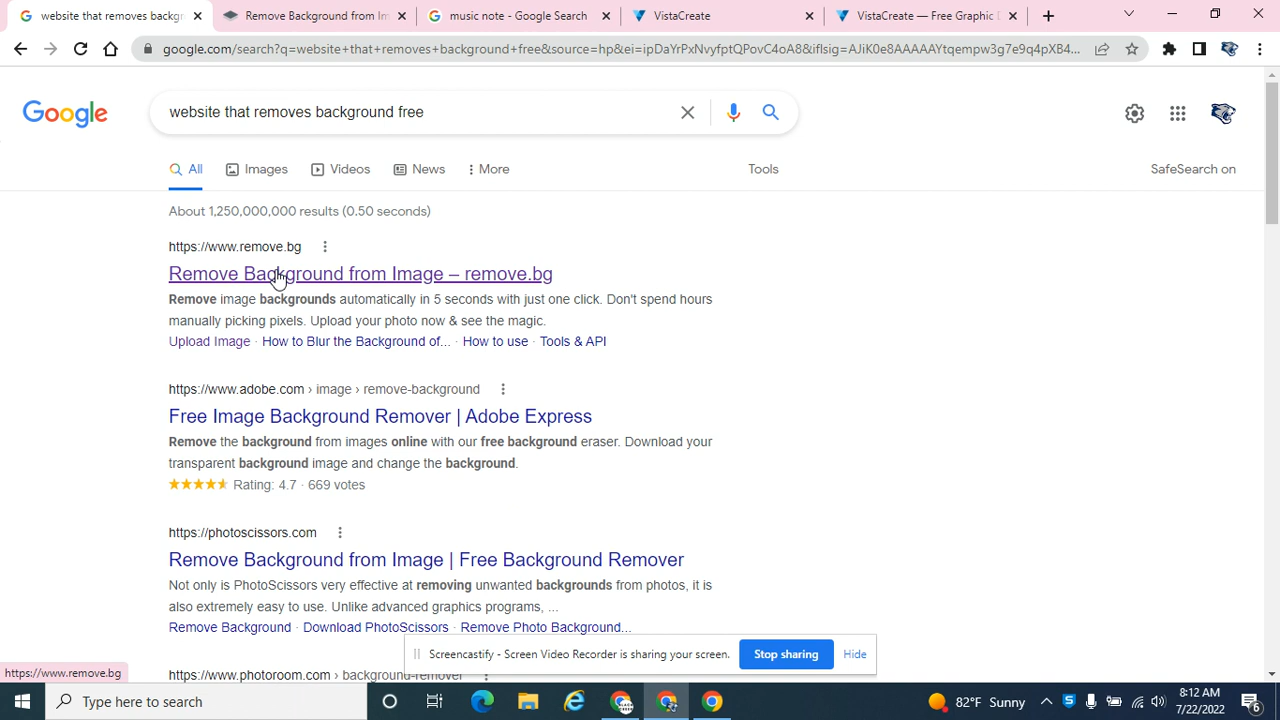 website that removes backgr
Remove Background from Im
music note - Google Search
VistaCreate
VistaCreate — Free Graphic D
google.com/search?q=website+that+removes+background+free&source=hp&ei=ipDaYrPxNvyfptQPovC4oA8&iflsig=AJiK0e8AAAAAYtqempw3g7e9q4pXB4...
Google
website that removes background free
All
Images
Videos
News
More
Tools
SafeSearch on
About 1,250,000,000 results (0.50 seconds)
https://www.remove.bg
Remove Background from Image – remove.bg
Remove image backgrounds automatically in 5 seconds with just one click. Don't spend hours
manually picking pixels. Upload your photo now & see the magic.
Upload Image · How to Blur the Background of... · How to use · Tools & API
https://www.adobe.com › image › remove-background
Free Image Background Remover | Adobe Express
Remove the background from images online with our free background eraser. Download your
transparent background image and change the background.
Rating: 4.7 · 669 votes
https://photoscissors.com
Remove Background from Image | Free Background Remover
Not only is PhotoScissors very effective at removing unwanted backgrounds from photos, it is
also extremely easy to use. Unlike advanced graphics programs, ...
Remove Background · Download PhotoScissors · Remove Photo Background...
Screencastify - Screen Video Recorder is sharing your screen.
Stop sharing
Hide
https://www.photoroom.com › background-remover
https://www.remove.bg
Type here to search
82°F Sunny
8:12 AM
7/22/2022
6